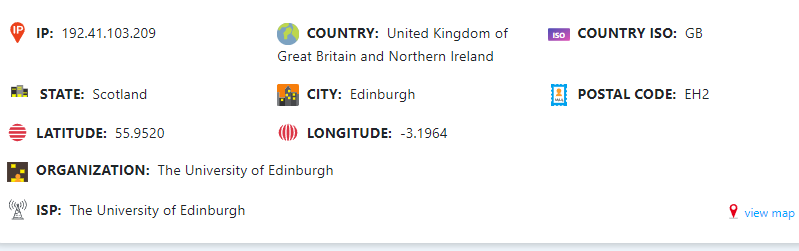 IP: 192.41.103.209
COUNTRY: United Kingdom of
Great Britain and Northern Ireland
ISO COUNTRY ISO: GB
STATE: Scotland
CITY: Edinburgh
POSTAL CODE: EH2
LATITUDE: 55.9520
LONGITUDE: -3.1964
ORGANIZATION: The University of Edinburgh
ISP: The University of Edinburgh
view map